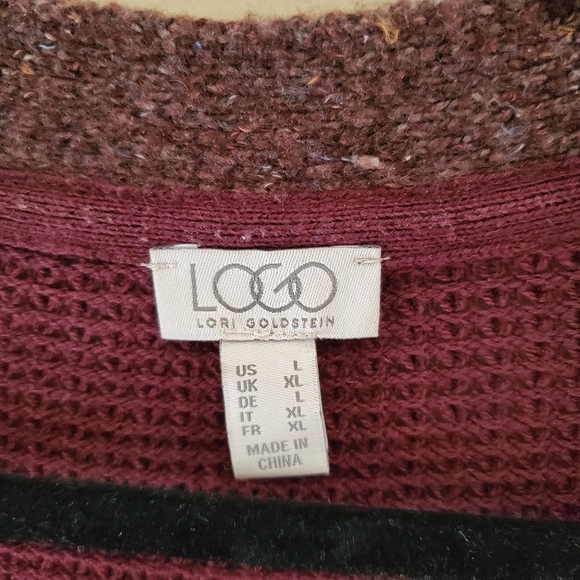 LOGO
LORI GOLDSTEIN
US L
UK XL
DE L
IT XL
FR XL
MADE IN
CHINA